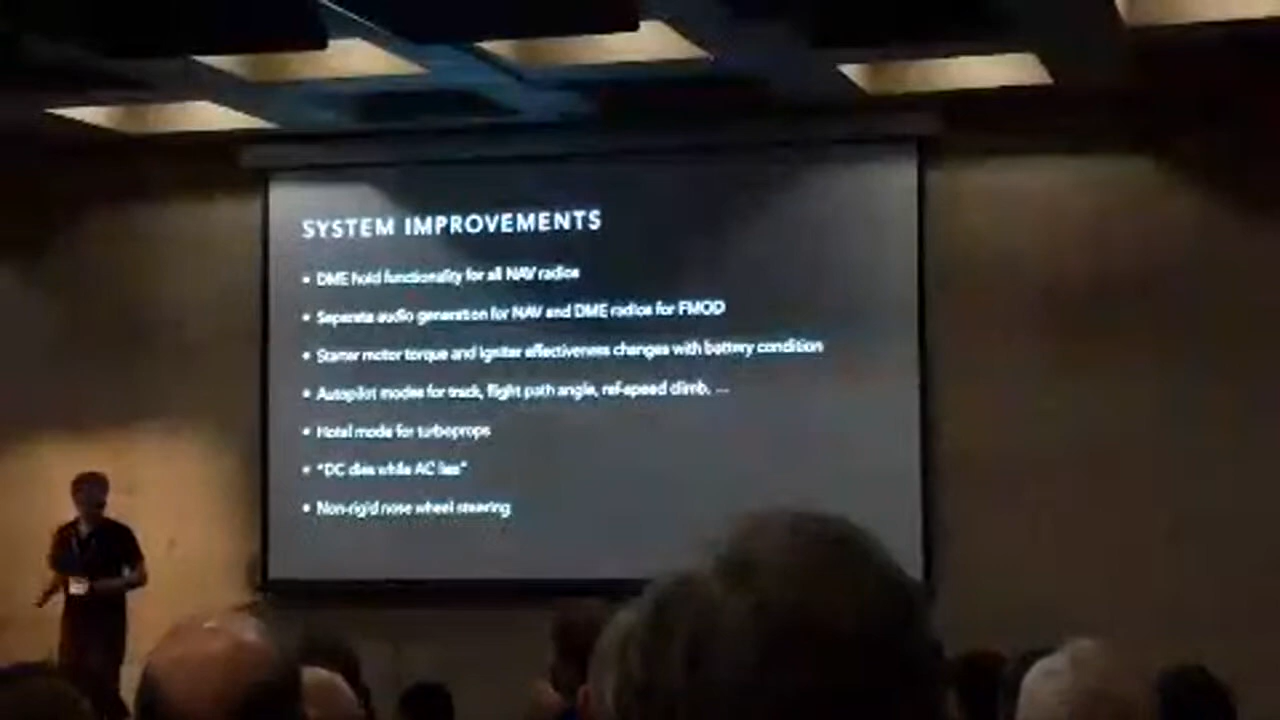 SYSTEM IMPROVEMENTS
• DME hold functionality for all NAV radios
• Separate audio generation for NAV and DME radios for FMOD
• Starter motor torque and igniter effectiveness changes with battery condition
• Autopilot modes for track, flight path angle, ref-speed climb, ...
• Hotel mode for turboprops
• "DC dies while AC lies"
• Non-rigid nose wheel steering